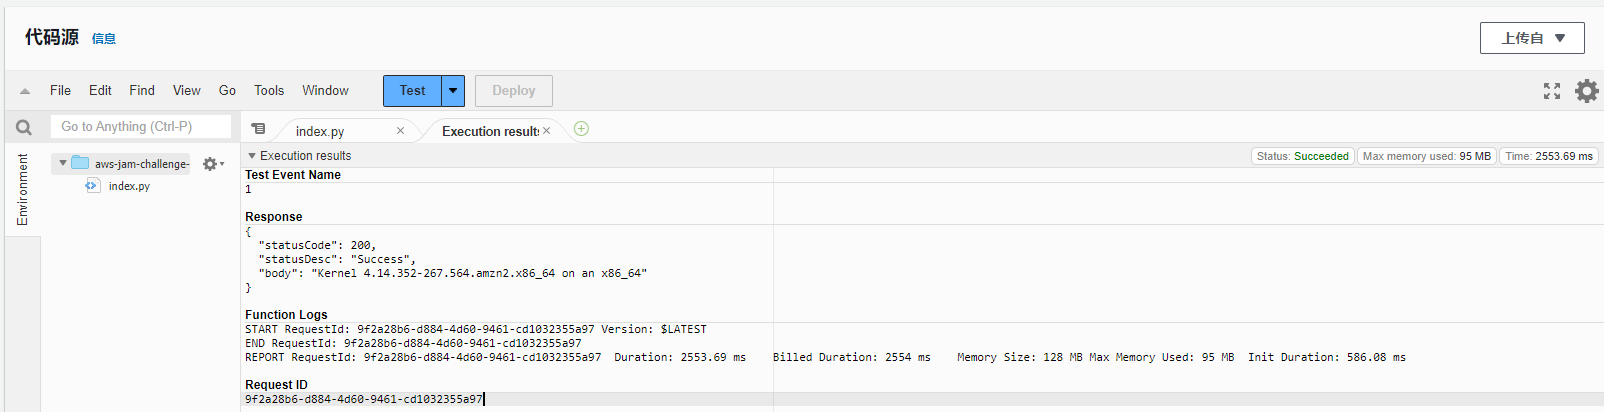 代码源 信息
上传自
File Edit Find View Go Tools Window Test Deploy
Go to Anything (Ctrl-P)
index.py Execution results
Environment
aws-jam-challenge-
index.py
Execution results Status: Succeeded Max memory used: 95 MB Time: 2553.69 ms
Test Event Name
1
Response
{
"statusCode": 200,
"statusDesc": "Success",
"body": "Kernel 4.14.352-267.564.amzn2.x86_64 on an x86_64"
}
Function Logs
START RequestId: 9f2a28b6-d884-4d60-9461-cd1032355a97 Version: $LATEST
END RequestId: 9f2a28b6-d884-4d60-9461-cd1032355a97
REPORT RequestId: 9f2a28b6-d884-4d60-9461-cd1032355a97 Duration: 2553.69 ms Billed Duration: 2554 ms Memory Size: 128 MB Max Memory Used: 95 MB Init Duration: 586.08 ms
Request ID
9f2a28b6-d884-4d60-9461-cd1032355a97